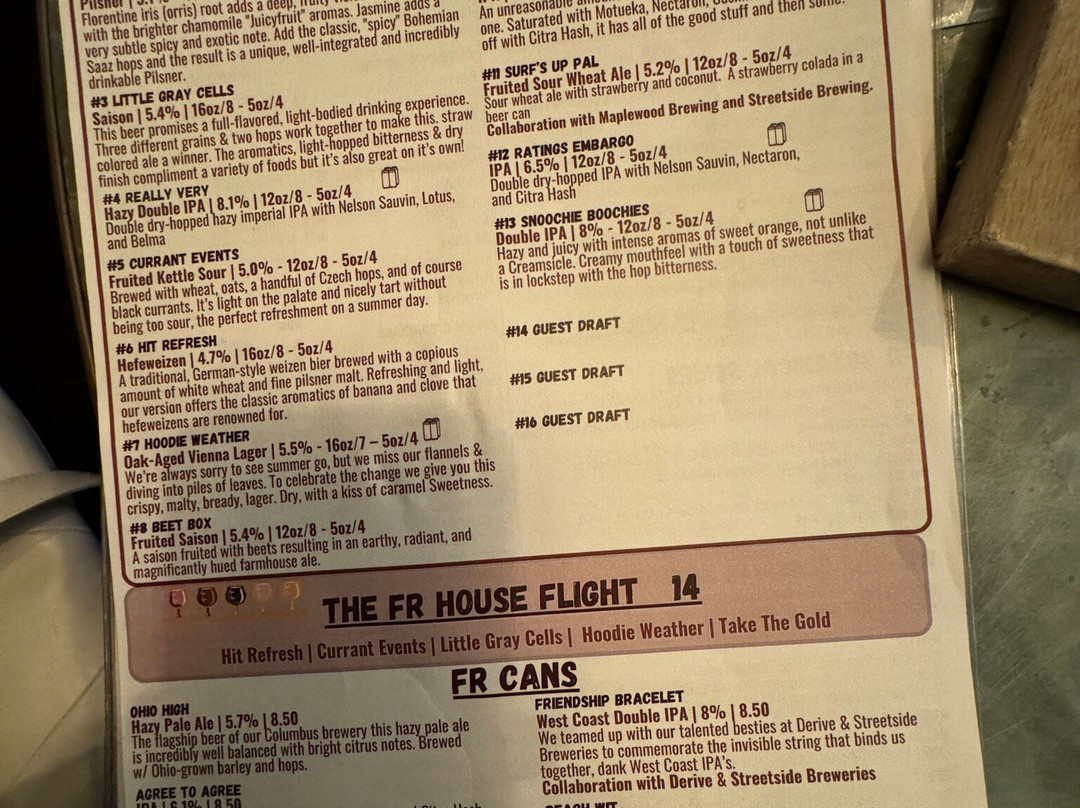 Pilsner | 5.1%
Florentine iris (orris) root adds a deep, fruity
with the brighter chamomile "Juicyfruit" aromas. Jasmine adds a
very subtle spicy and exotic note. Add the classic, "spicy" Bohemian
Saaz hops and the result is a unique, well-integrated and incredibly
drinkable Pilsner.
#3 LITTLE GRAY CELLS
Saison | 5.4% | 16oz/8 - 5oz/4
This beer promises a full-flavored, light-bodied drinking experience.
Three different grains & two hops work together to make this. straw
colored ale a winner. The aromatics, light-hopped bitterness & dry
finish compliment a variety of foods but it's also great on it's own!
#4 REALLY VERY
Hazy Double IPA | 8.1% | 12oz/8 - 5oz/4
Double dry-hopped hazy imperial IPA with Nelson Sauvin, Lotus,
and Belma
#5 CURRANT EVENTS
Fruited Kettle Sour | 5.0% - 12oz/8 - 5oz/4
Brewed with wheat, oats, a handful of Czech hops, and of course
black currants. It's light on the palate and nicely tart without
being too sour, the perfect refreshment on a summer day.
#6 HIT REFRESH
Hefeweizen | 4.7% | 16oz/8 - 5oz/4
A traditional, German-style weizen bier brewed with a copious
amount of white wheat and fine pilsner malt. Refreshing and light,
our version offers the classic aromatics of banana and clove that
hefeweizens are renowned for.
#7 HOODIE WEATHER
Oak-Aged Vienna Lager | 5.5% - 16oz/7 – 5oz/4
We're always sorry to see summer go, but we miss our flannels &
diving into piles of leaves. To celebrate the change we give you this
crispy, malty, bready, lager. Dry, with a kiss of caramel Sweetness.
#8 BEET BOX
Fruited Saison | 5.4% | 12oz/8 - 5oz/4
A saison fruited with beets resulting in an earthy, radiant, and
magnificently hued farmhouse ale.
An unreasonable
one. Saturated with Motueka, Nectaron,
off with Citra Hash, it has all of the good stuff and then some.
#11 SURF'S UP PAL
Fruited Sour Wheat Ale | 5.2% | 12oz/8 - 5oz/4
Sour wheat ale with strawberry and coconut. A strawberry colada in a
beer can
Collaboration with Maplewood Brewing and Streetside Brewing.
#12 RATINGS EMBARGO
IPA | 6.5% | 12oz/8 - 5oz/4
Double dry-hopped IPA with Nelson Sauvin, Nectaron,
and Citra Hash
#13 SNOOCHIE BOOCHIES
Double IPA | 8% - 12oz/8 - 5oz/4
Hazy and juicy with intense aromas of sweet orange, not unlike
a Creamsicle. Creamy mouthfeel with a touch of sweetness that
is in lockstep with the hop bitterness.
#14 GUEST DRAFT
#15 GUEST DRAFT
#16 GUEST DRAFT
THE FR HOUSE FLIGHT 14
Hit Refresh | Currant Events | Little Gray Cells | Hoodie Weather | Take The Gold
FR CANS
OHIO HIGH
Hazy Pale Ale | 5.7% | 8.50
The flagship beer of our Columbus brewery this hazy pale ale
is incredibly well balanced with bright citrus notes. Brewed
w/ Ohio-grown barley and hops.
AGREE TO AGREE
IPA | 6.1% | 8.50
FRIENDSHIP BRACELET
West Coast Double IPA | 8% | 8.50
We teamed up with our talented besties at Derive & Streetside
Breweries to commemorate the invisible string that binds us
together, dank West Coast IPA's.
Collaboration with Derive & Streetside Breweries